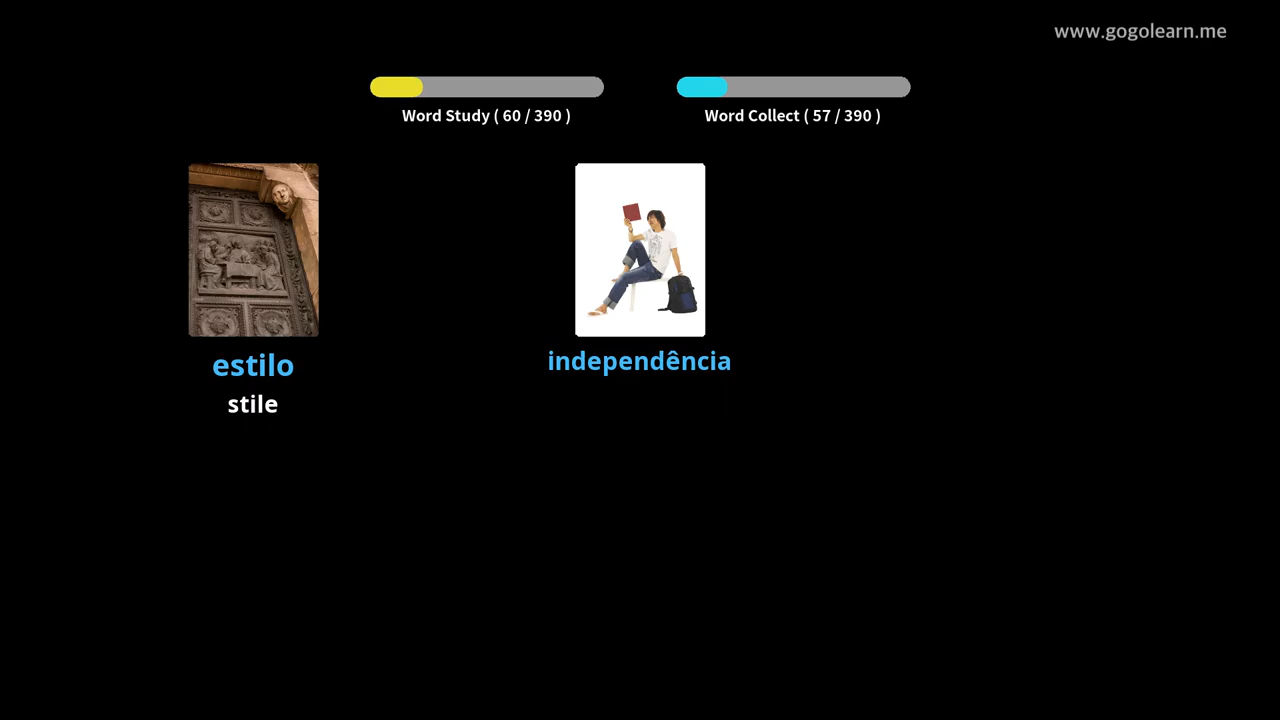 www.gogolearn.me
Word Study ( 60 / 390 )
Word Collect ( 57 / 390 )
estilo
stile
independência